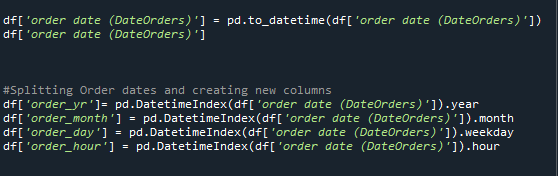 df['order date (DateOrders)'] = pd.to_datetime(df['order date (DateOrders)'])
df['order date (DateOrders)']
#Splitting Order dates and creating new columns
df['order_yr']= pd.DatetimeIndex(df['order date (DateOrders)']).year
df['order_month'] = pd.DatetimeIndex(df['order date (DateOrders)']).month
df['order_day'] = pd.DatetimeIndex(df['order date (DateOrders)']).weekday
df['order_hour'] = pd.DatetimeIndex(df['order date (DateOrders)']).hour